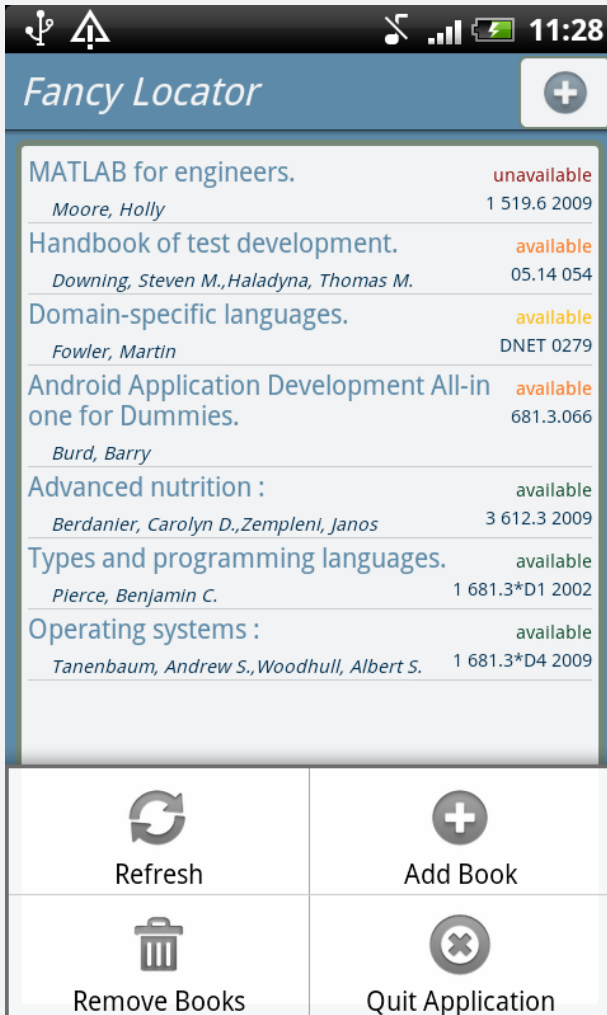 11:28
Fancy Locator
MATLAB for engineers.
unavailable
Moore, Holly
1 519.6 2009
Handbook of test development.
available
Downing, Steven M.,Haladyna, Thomas M.
05.14 054
Domain-specific languages.
available
Fowler, Martin
DNET 0279
Android Application Development All-in
one for Dummies.
available
681.3.066
Burd, Barry
Advanced nutrition :
available
Berdanier, Carolyn D.,Zempleni, Janos
3 612.3 2009
Types and programming languages.
available
Pierce, Benjamin C.
1 681.3*D1 2002
Operating systems :
available
Tanenbaum, Andrew S.,Woodhull, Albert S.
1 681.3*D4 2009
Refresh
Add Book
Remove Books
Quit Application